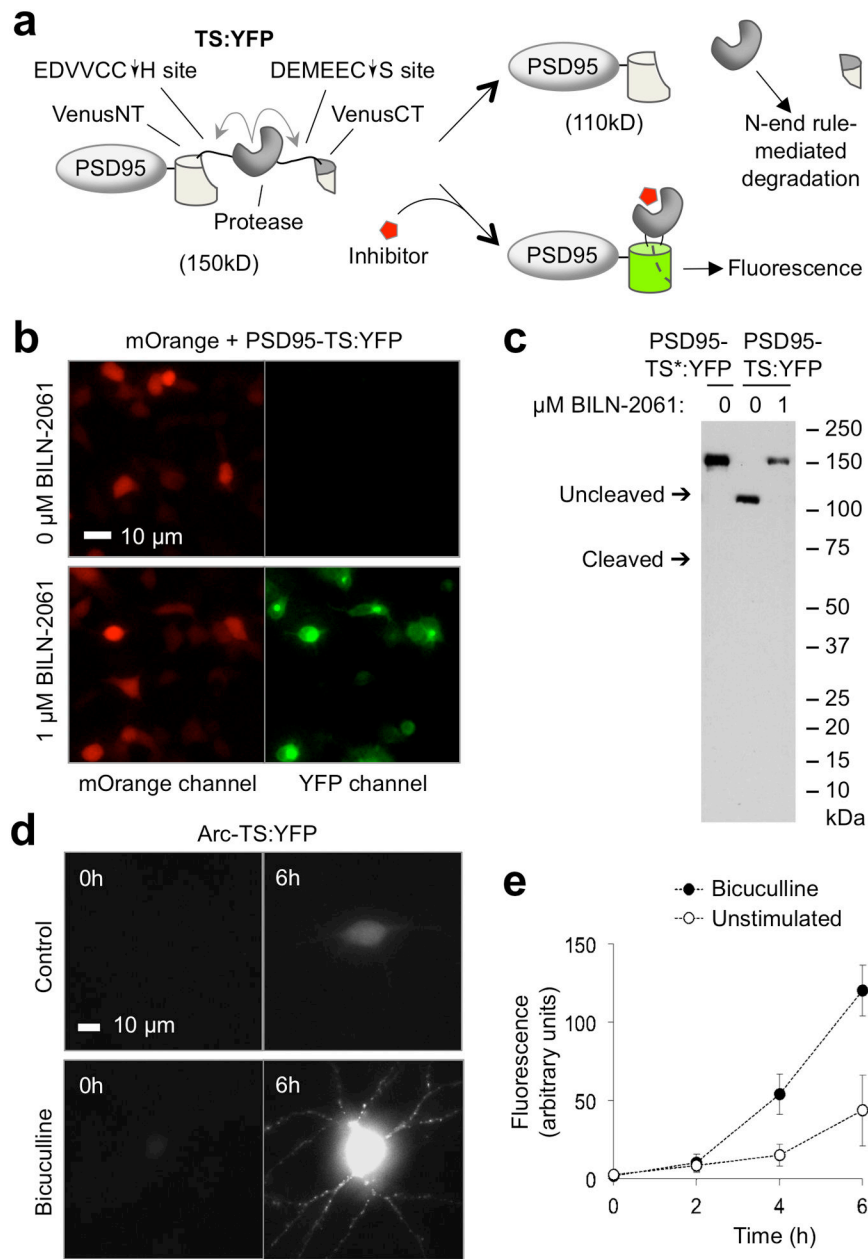 a
TS:YFP
EDVVCC↓H site
DEMEEC↓S site
VenusNT
VenusCT
PSD95
Protease
(150kD)
Inhibitor
PSD95
(110kD)
N-end rule-
mediated
degradation
PSD95
Fluorescence
b
mOrange + PSD95-TS:YFP
0 µM BILN-2061
10 µm
1 µM BILN-2061
mOrange channel
YFP channel
c
PSD95-
TS*:YFP
PSD95-
TS:YFP
µM BILN-2061:
0
0
1
Uncleaved ➔
Cleaved ➔
– 250
– 150
– 100
– 75
– 50
– 37
– 25
– 20
– 15
– 10
kDa
d
Arc-TS:YFP
Control
0h
6h
10 µm
Bicuculline
0h
6h
e
Bicuculline
Unstimulated
Fluorescence
(arbitrary units)
150
100
50
0
0
2
4
6
Time (h)